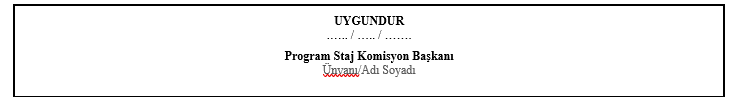 UYGUNDUR
…... / ….. / …….
Program Staj Komisyon Başkanı
Ünvanı/Adı Soyadı